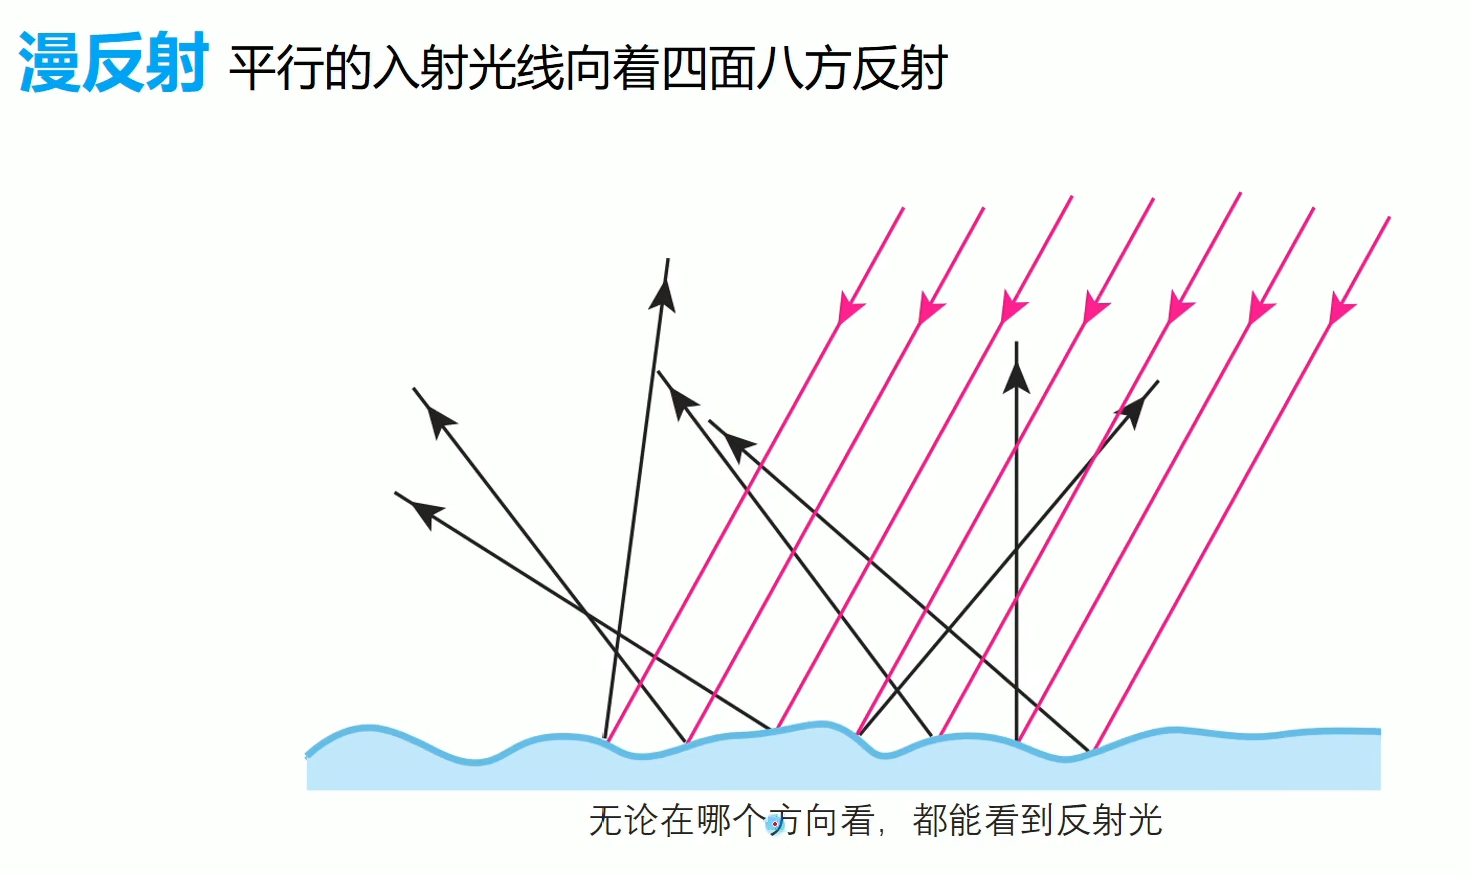 漫反射 平行的入射光线向着四面八方反射
无论在哪个方向看，都能看到反射光